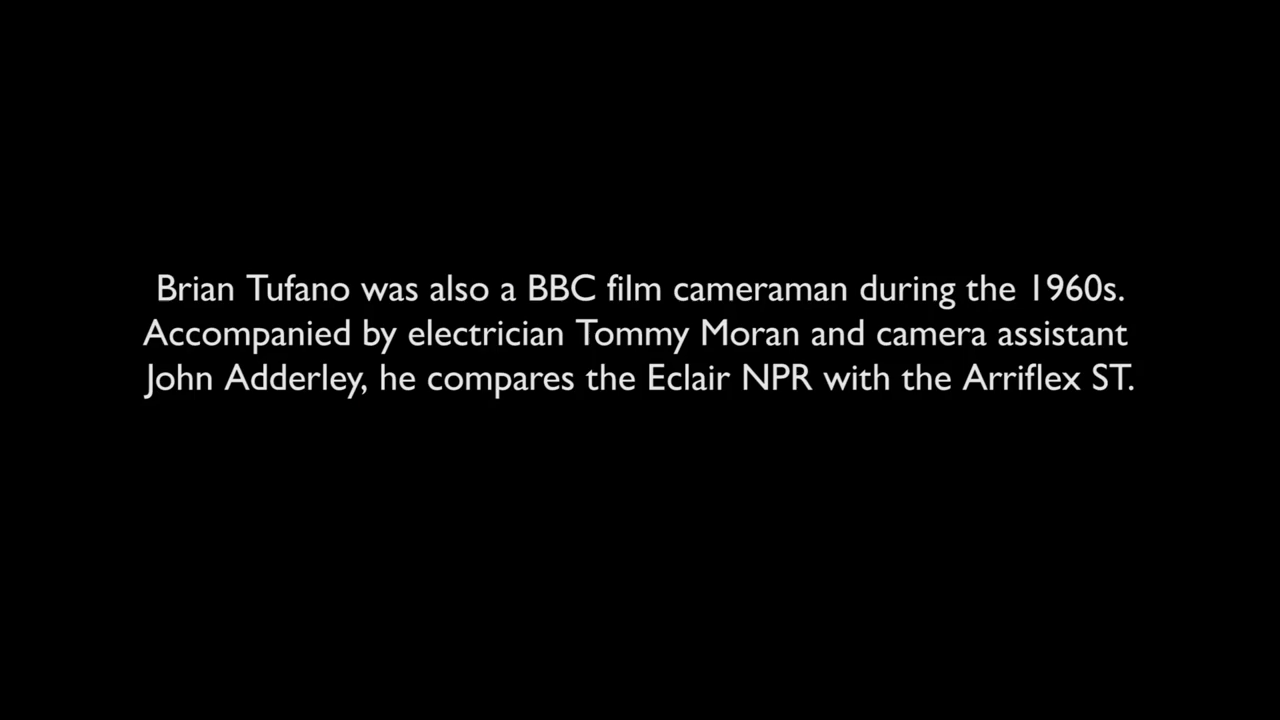 Brian Tufano was also a BBC film cameraman during the 1960s.
Accompanied by electrician Tommy Moran and camera assistant
John Adderley, he compares the Eclair NPR with the Arriflex ST.